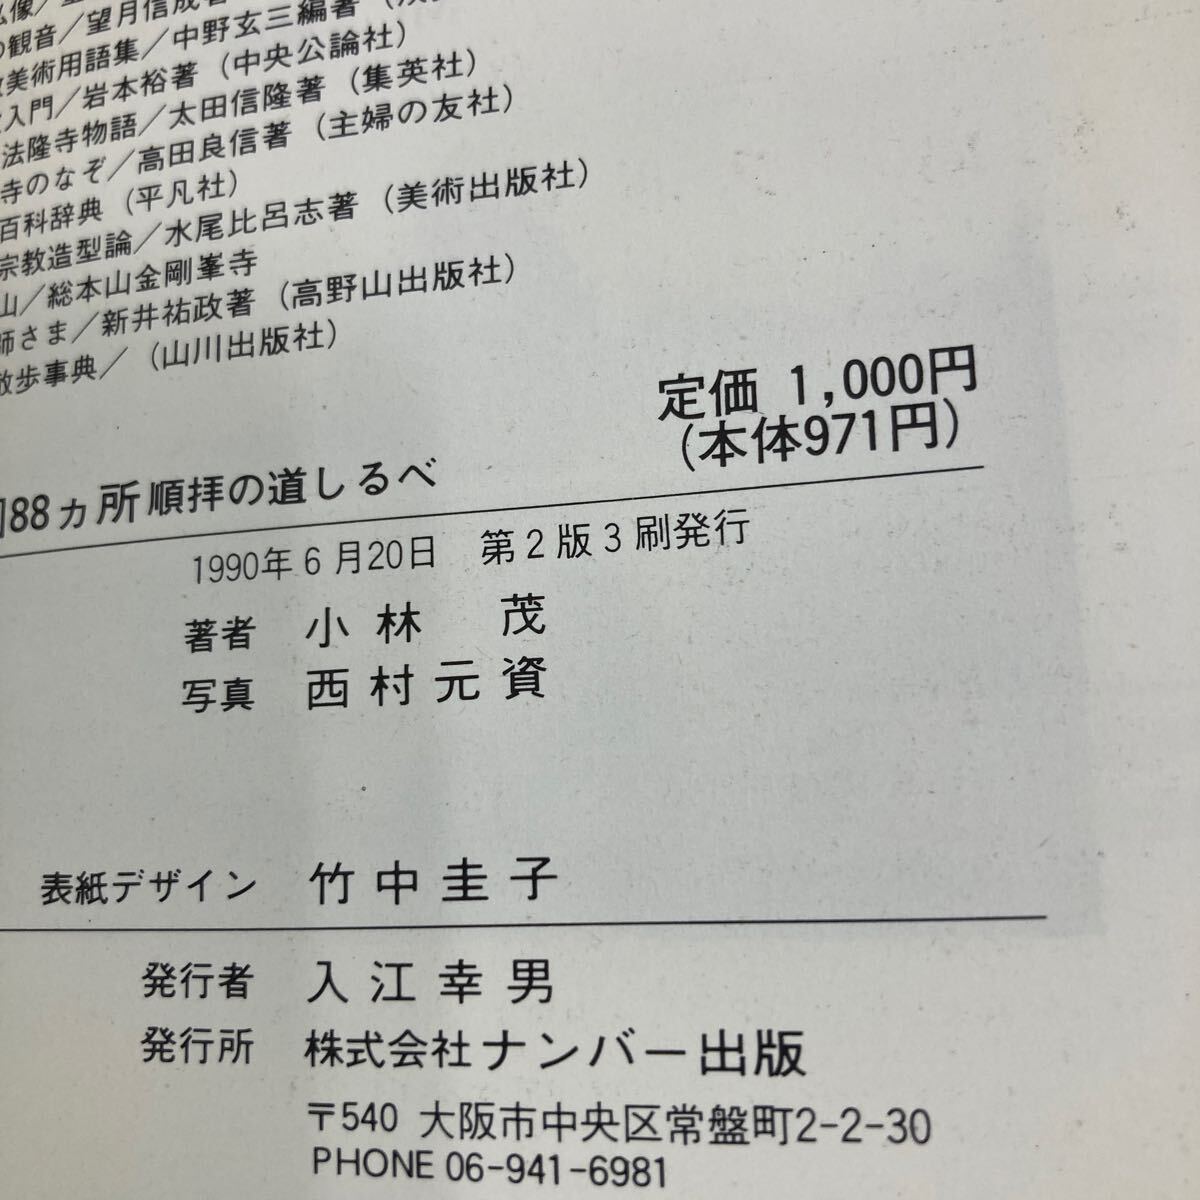 の観音／望月信成著
美術用語集／中野玄三編著
入門／岩本裕著（中央公論社）
法隆寺物語／太田信隆著（集英社）
寺のなぞ／高田良信著（主婦の友社）
百科辞典（平凡社）
宗教造型論／水尾比呂志著（美術出版社）
山／総本山金剛峯寺
師さま／新井祐政著（高野山出版社）
散歩事典／（山川出版社）
定価 1,000円
（本体971円）
88ヵ所順拝の道しるべ
1990年6月20日 第2版3刷発行
著者 小林 茂
写真 西村元資
表紙デザイン 竹中圭子
発行者 入江幸男
発行所 株式会社ナンバー出版
〒540 大阪市中央区常盤町2-2-30
PHONE 06-941-6981